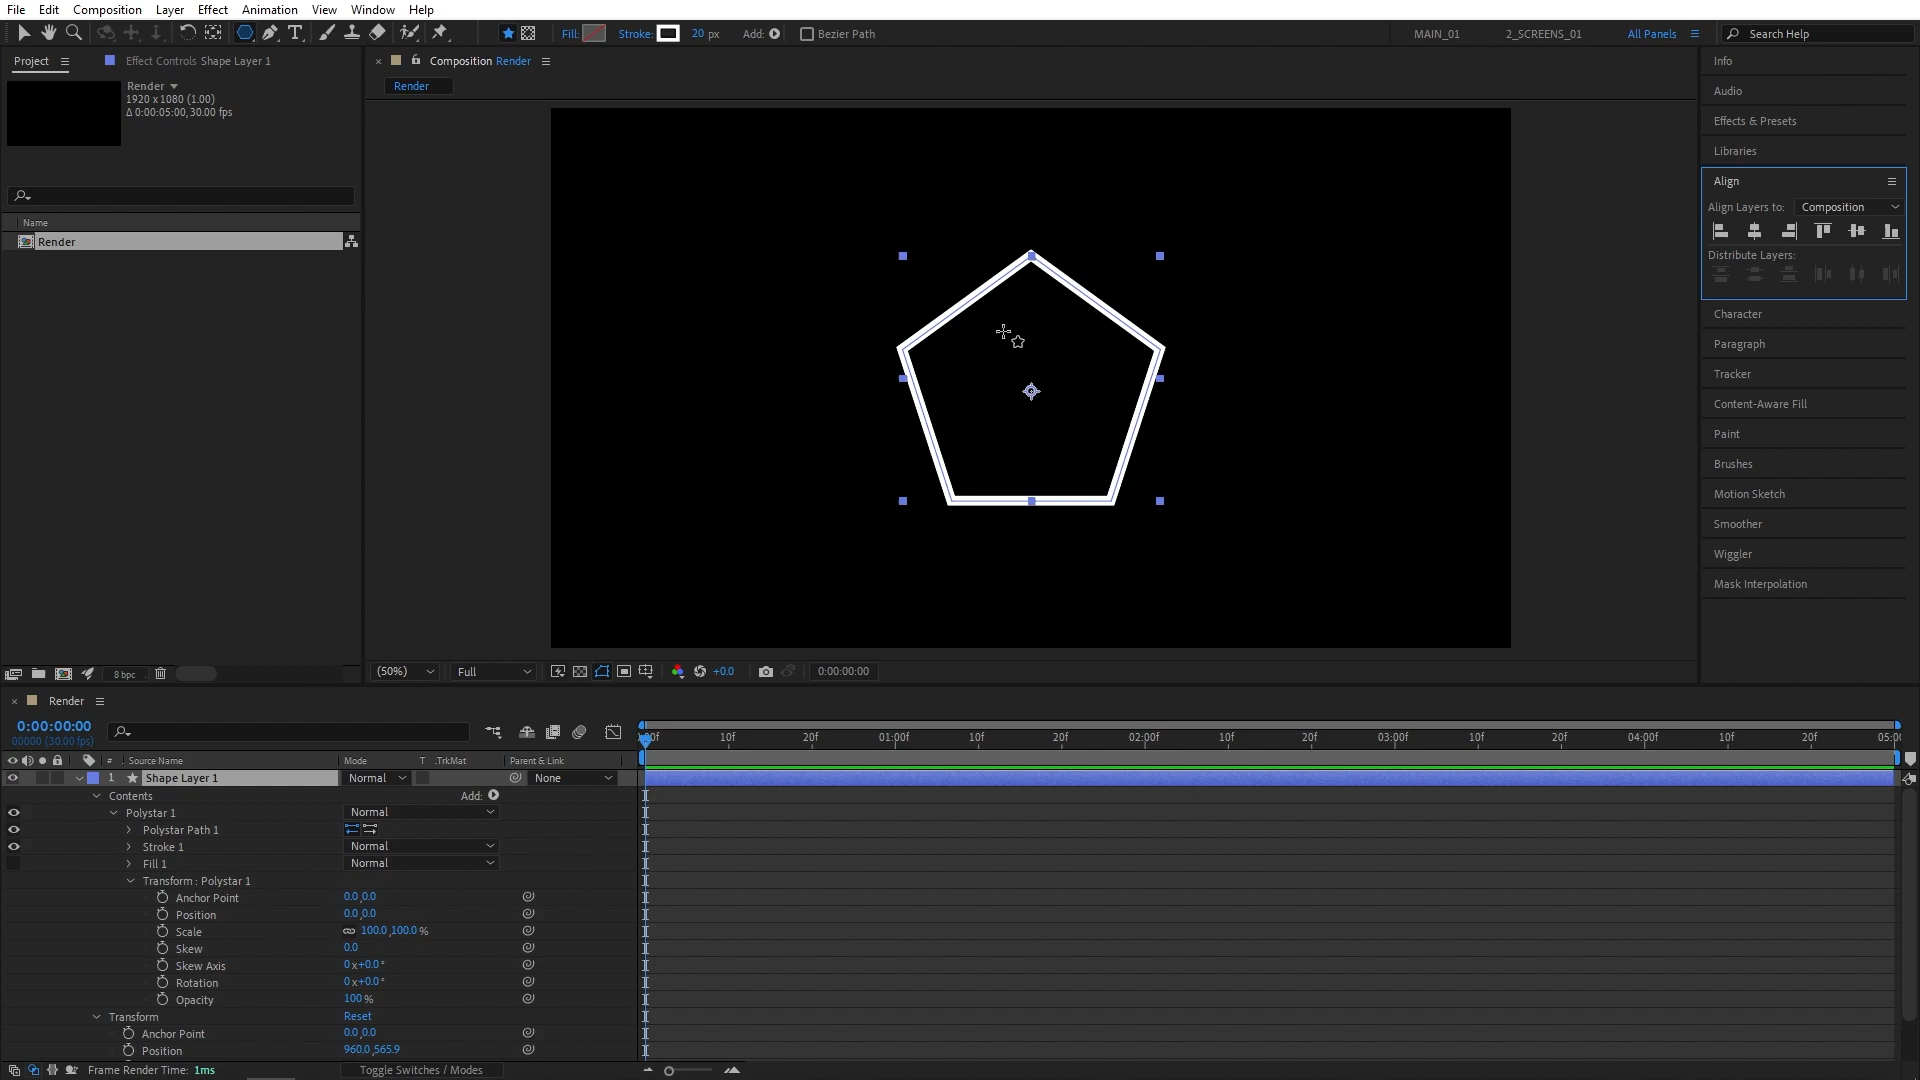 File Edit Composition Layer Effect Animation View Window Help
Fill: Stroke: 20 px Add: Bezier Path MAIN_01 2_SCREENS_01 All Panels Search Help
Project Effect Controls Shape Layer 1 Composition Render Info
Render
1920 x 1080 (1.00)
Δ 0:00:05:00, 30.00 fps
Render
Audio
Effects & Presets
Libraries
Align
Align Layers to: Composition
Distribute Layers:
Character
Paragraph
Tracker
Content-Aware Fill
Paint
Brushes
Motion Sketch
Smoother
Wiggler
Mask Interpolation
Name
Render
8 bpc
(50%) Full +0.0 0:00:00:00
Render
0:00:00:00
00000 (30.00 fps)
:00f 10f 20f 01:00f 10f 20f 02:00f 10f 20f 03:00f 10f 20f 04:00f 10f 20f 05:0
# Source Name Mode T .TrkMat Parent & Link
1 Shape Layer 1 Normal None
Contents Add:
Polystar 1 Normal
Polystar Path 1
Stroke 1 Normal
Fill 1 Normal
Transform : Polystar 1
Anchor Point 0.0,0.0
Position 0.0,0.0
Scale 100.0,100.0 %
Skew 0.0
Skew Axis 0 x+0.0 °
Rotation 0 x+0.0 °
Opacity 100 %
Transform Reset
Anchor Point 0.0,0.0
Position 960.0,565.9
Frame Render Time: 1ms Toggle Switches / Modes